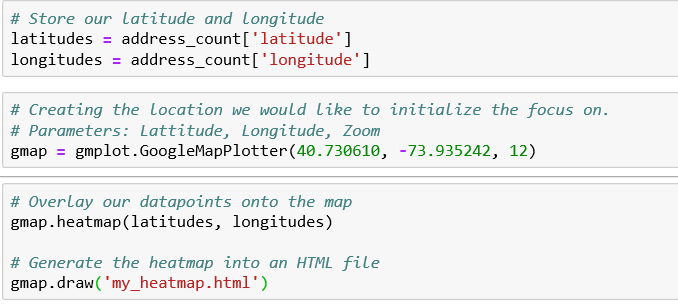 # Store our latitude and longitude
latitudes = address_count['latitude']
longitudes = address_count['longitude']
# Creating the location we would like to initialize the focus on.
# Parameters: Lattitude, Longitude, Zoom
gmap = gmplot.GoogleMapPlotter(40.730610, -73.935242, 12)
# Overlay our datapoints onto the map
gmap.heatmap(latitudes, longitudes)
# Generate the heatmap into an HTML file
gmap.draw('my_heatmap.html')